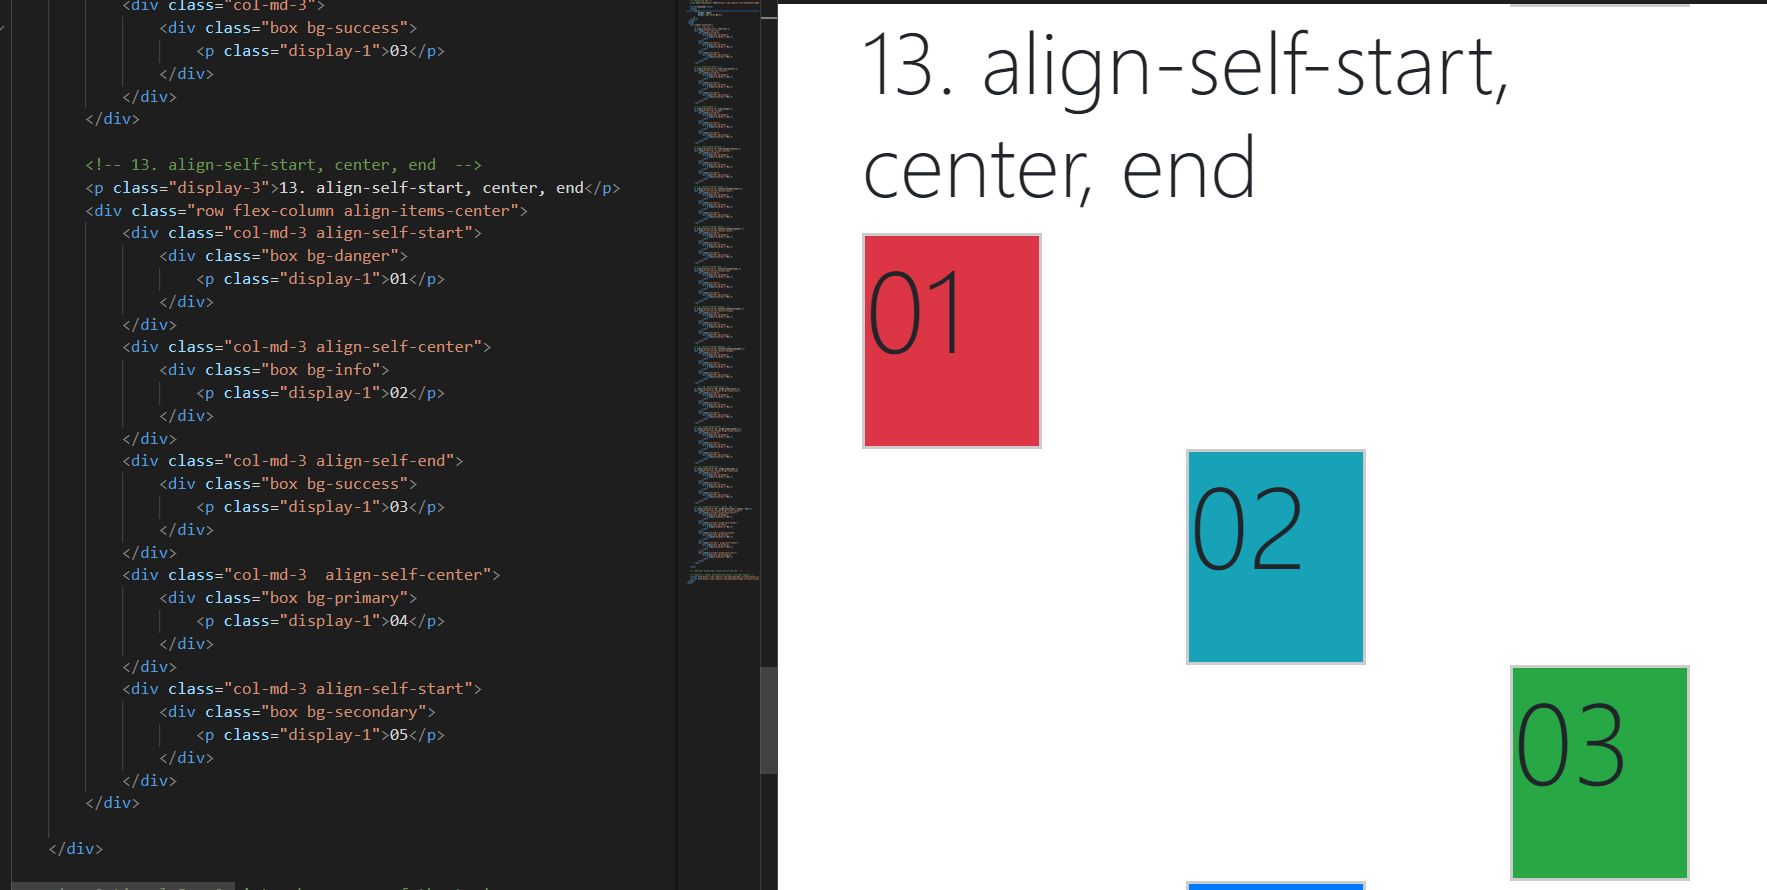 <div class="col-md-3">
<div class="box bg-success">
<p class="display-1">03</p>
</div>
</div>
</div>
<!-- 13. align-self-start, center, end  -->
<p class="display-3">13. align-self-start, center, end</p>
<div class="row flex-column align-items-center">
<div class="col-md-3 align-self-start">
<div class="box bg-danger">
<p class="display-1">01</p>
</div>
</div>
<div class="col-md-3 align-self-center">
<div class="box bg-info">
<p class="display-1">02</p>
</div>
</div>
<div class="col-md-3 align-self-end">
<div class="box bg-success">
<p class="display-1">03</p>
</div>
</div>
<div class="col-md-3  align-self-center">
<div class="box bg-primary">
<p class="display-1">04</p>
</div>
</div>
<div class="col-md-3 align-self-start">
<div class="box bg-secondary">
<p class="display-1">05</p>
</div>
</div>
</div>
</div>
13. align-self-start,
center, end
01
02
03